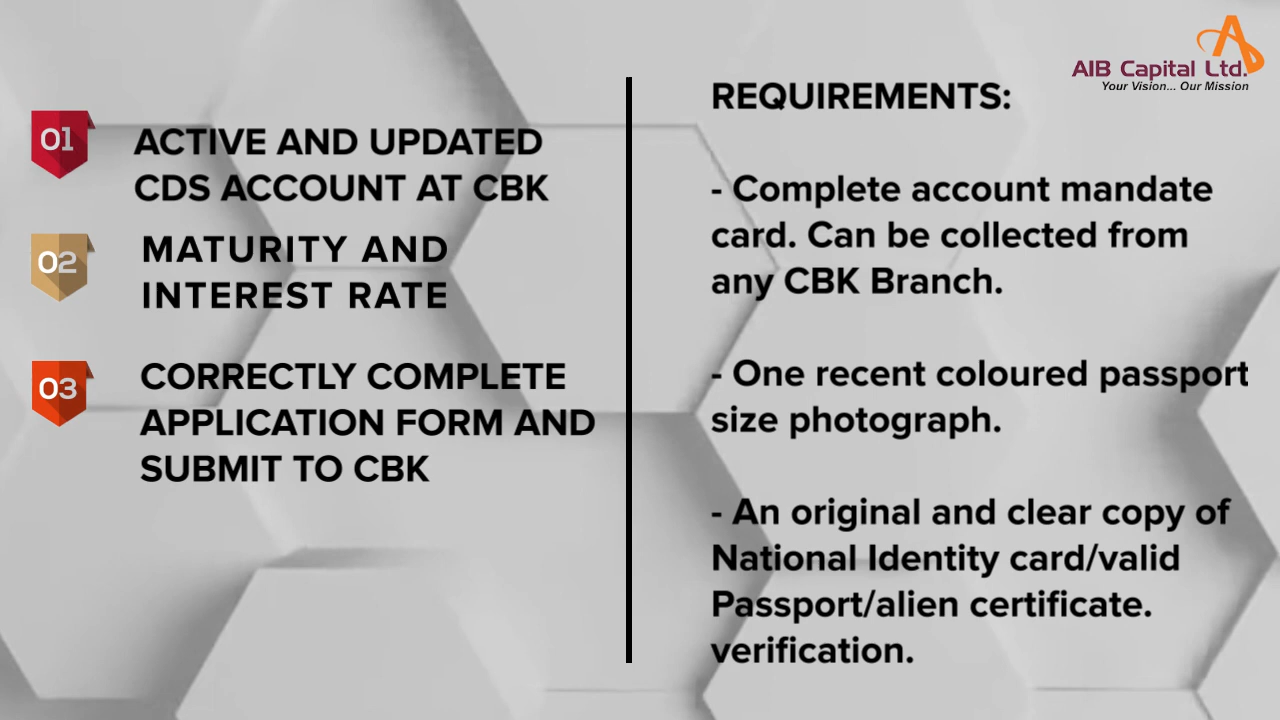 AIB Capital Ltd.
Your Vision... Our Mission
01
ACTIVE AND UPDATED
CDS ACCOUNT AT CBK
02
MATURITY AND
INTEREST RATE
03
CORRECTLY COMPLETE
APPLICATION FORM AND
SUBMIT TO CBK
REQUIREMENTS:
- Complete account mandate
card. Can be collected from
any CBK Branch.
- One recent coloured passport
size photograph.
- An original and clear copy of
National Identity card/valid
Passport/alien certificate.
verification.